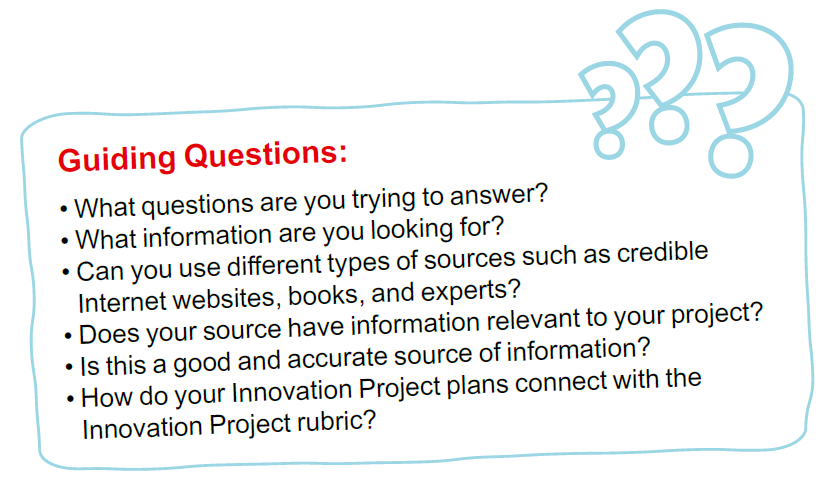 Guiding Questions:
• What questions are you trying to answer?
• What information are you looking for?
• Can you use different types of sources such as credible
Internet websites, books, and experts?
• Does your source have information relevant to your project?
• Is this a good and accurate source of information?
• How do your Innovation Project plans connect with the
Innovation Project rubric?